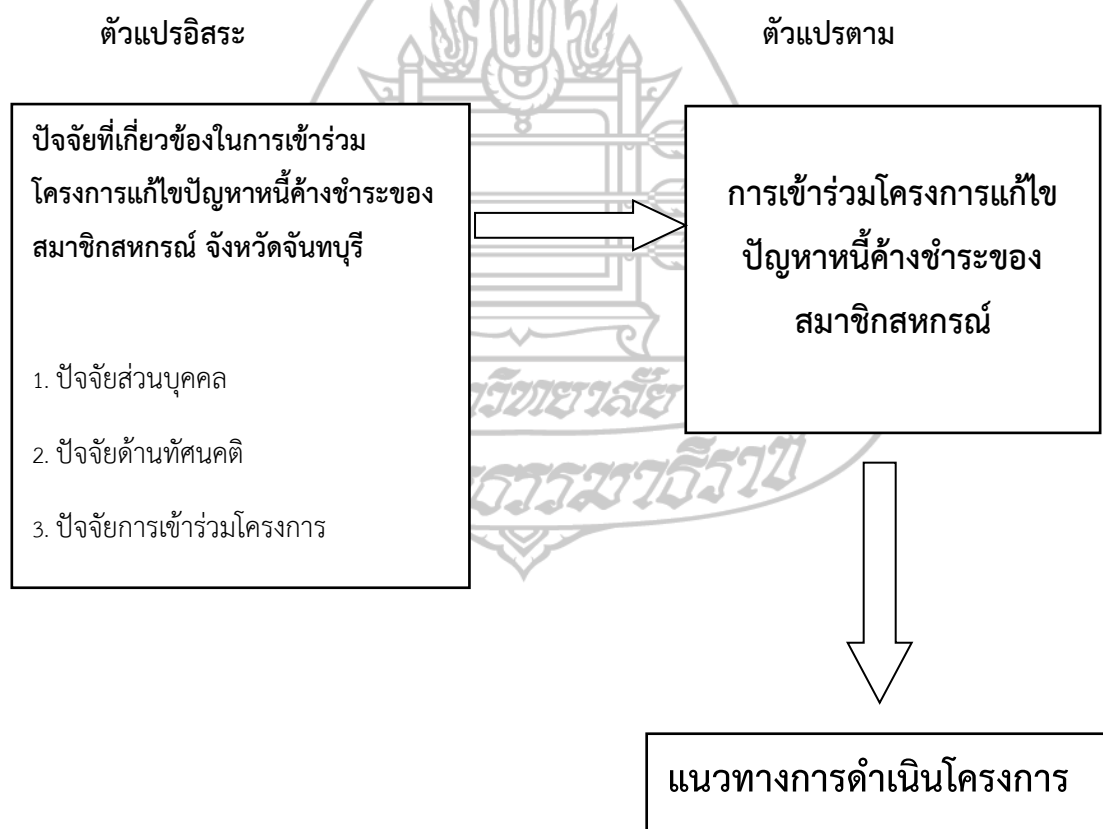 ตัวแปรอิสระ
ตัวแปรตาม
ปัจจัยที่เกี่ยวข้องในการเข้าร่วม
โครงการแก้ไขปัญหาหนี้ค้างชำระของ
สมาชิกสหกรณ์ จังหวัดจันทบุรี
1. ปัจจัยส่วนบุคคล
2. ปัจจัยด้านทัศนคติ
3. ปัจจัยการเข้าร่วมโครงการ
การเข้าร่วมโครงการแก้ไข
ปัญหาหนี้ค้างชำระของ
สมาชิกสหกรณ์
แนวทางการดำเนินโครงการ